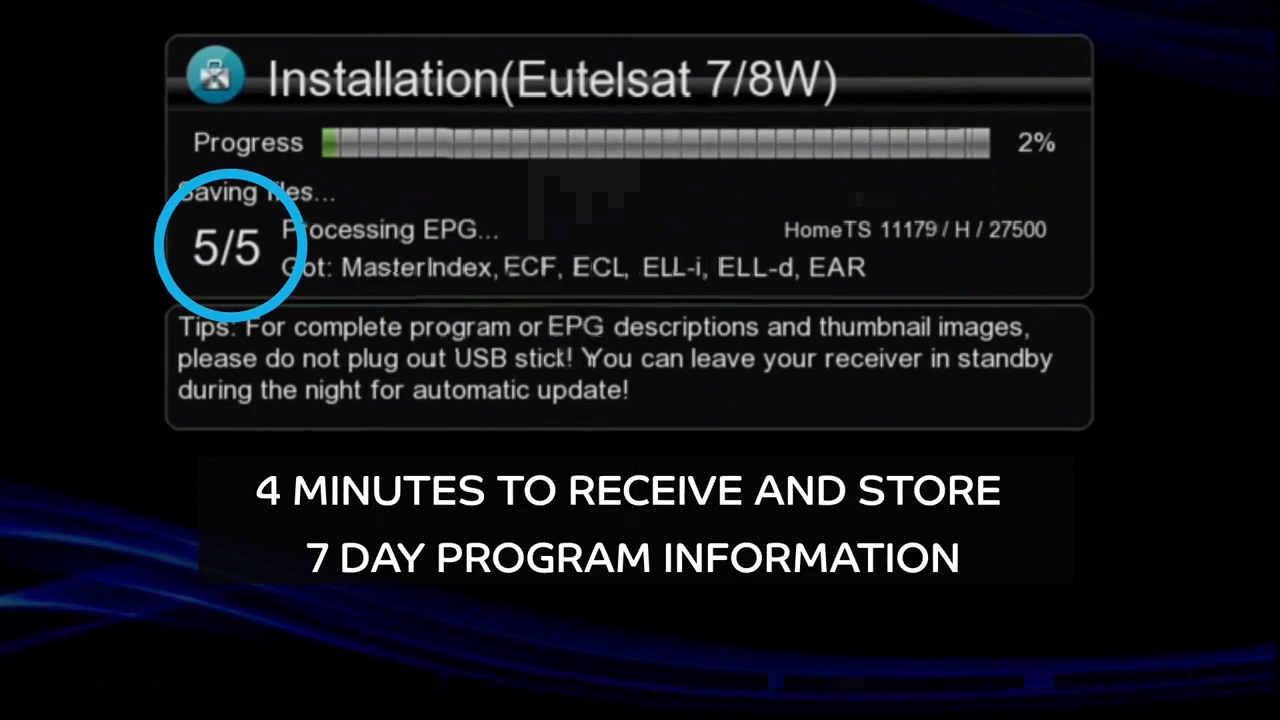 Installation(Eutelsat 7/8W)
Progress 2%
Saving files...
5/5 Processing EPG... HomeTS 11179 / H / 27500
Got: MasterIndex, ECF, ECL, ELL-i, ELL-d, EAR
Tips: For complete program or EPG descriptions and thumbnail images,
please do not plug out USB stick! You can leave your receiver in standby
during the night for automatic update!
4 MINUTES TO RECEIVE AND STORE
7 DAY PROGRAM INFORMATION